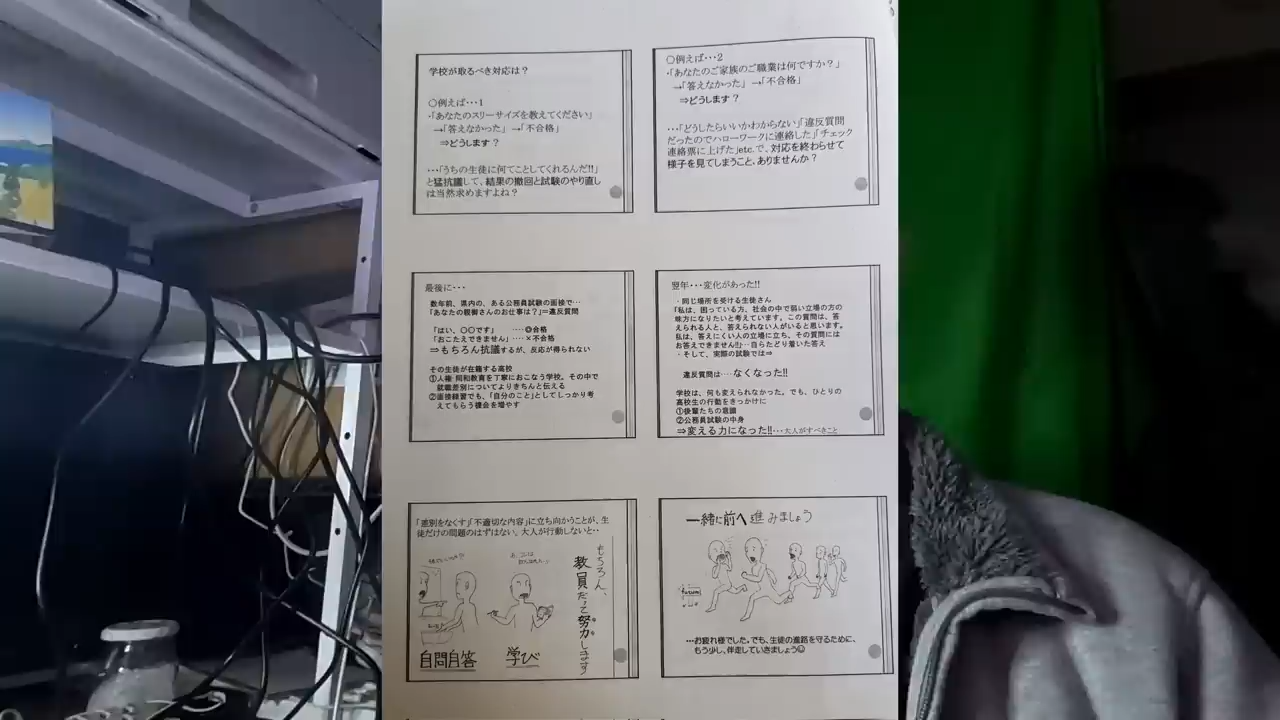 学校が取るべき対応は？
〇例えば・・・1
・「あなたのスリーサイズを教えてください」
→「答えなかった」 →「不合格」
⇒どうします？
・・・「うちの生徒に何てことしてくれるんだ!!」
と猛抗議して、結果の撤回と試験のやり直し
は当然求めますよね？
〇例えば・・・2
・「あなたのご家族のご職業は何ですか？」
→「答えなかった」 →「不合格」
⇒どうします？
・・・「どうしたらいいかわからない」「違反質問
だったのでハローワークに連絡した」「チェック
連絡票に上げた」etc.で、対応を終わらせて
様子を見てしまうこと、ありませんか？
最後に・・・
数年前、県内の、ある公務員試験の面接で・・・
「あなたの親御さんのお仕事は？」＝違反質問
「はい、〇〇です」 ‥‥◎合格
「おこたえできません」‥‥×不合格
⇒もちろん抗議するが、反応が得られない
その生徒が在籍する高校
①人権・同和教育を丁寧におこなう学校。その中で
就職差別についてよりきちんと伝える
②面接練習でも、「自分のこと」としてしっかり考
えてもらう機会を増やす
翌年・・・変化があった!!
・同じ場所を受ける生徒さん
「私は、困っている方、社会の中で弱い立場の方の
味方になりたいと考えています。この質問は、答
えられる人と、答えられない人がいると思います。
私は、答えにくい人の立場に立ち、その質問には
お答えできません!!」・・自らたどり着いた答え
・そして、実際の試験では⇒
違反質問は‥‥なくなった!!
学校は、何も変えられなかった。でも、ひとりの
高校生の行動をきっかけに
①後輩たちの意識
②公務員試験の中身
⇒変える力になった!!・・・大人がすべきこと
「差別をなくす」「不適切な内容」に立ち向かうことが、生
徒だけの問題のはずはない。大人が行動しないと・・
もちろん、
教員だって努力します
自問自答
学び
一緒に前へ進みましょう
・・・お疲れ様でした。でも、生徒の進路を守るために、
もう少し、伴走していきましょう☺